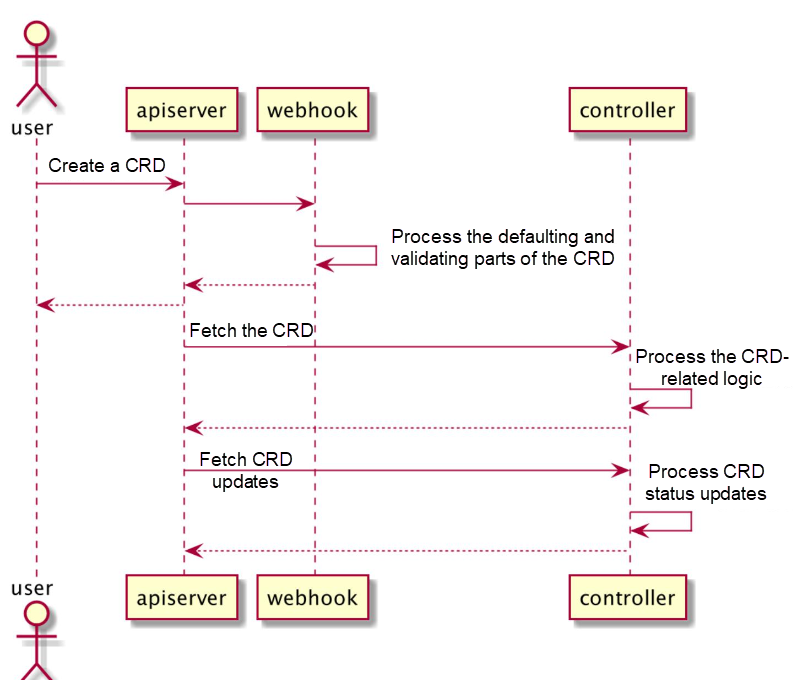 user
apiserver
webhook
controller
Create a CRD
Process the defaulting and
validating parts of the CRD
Fetch the CRD
Process the CRD-
related logic
Fetch CRD
updates
Process CRD
status updates
user
apiserver
webhook
controller